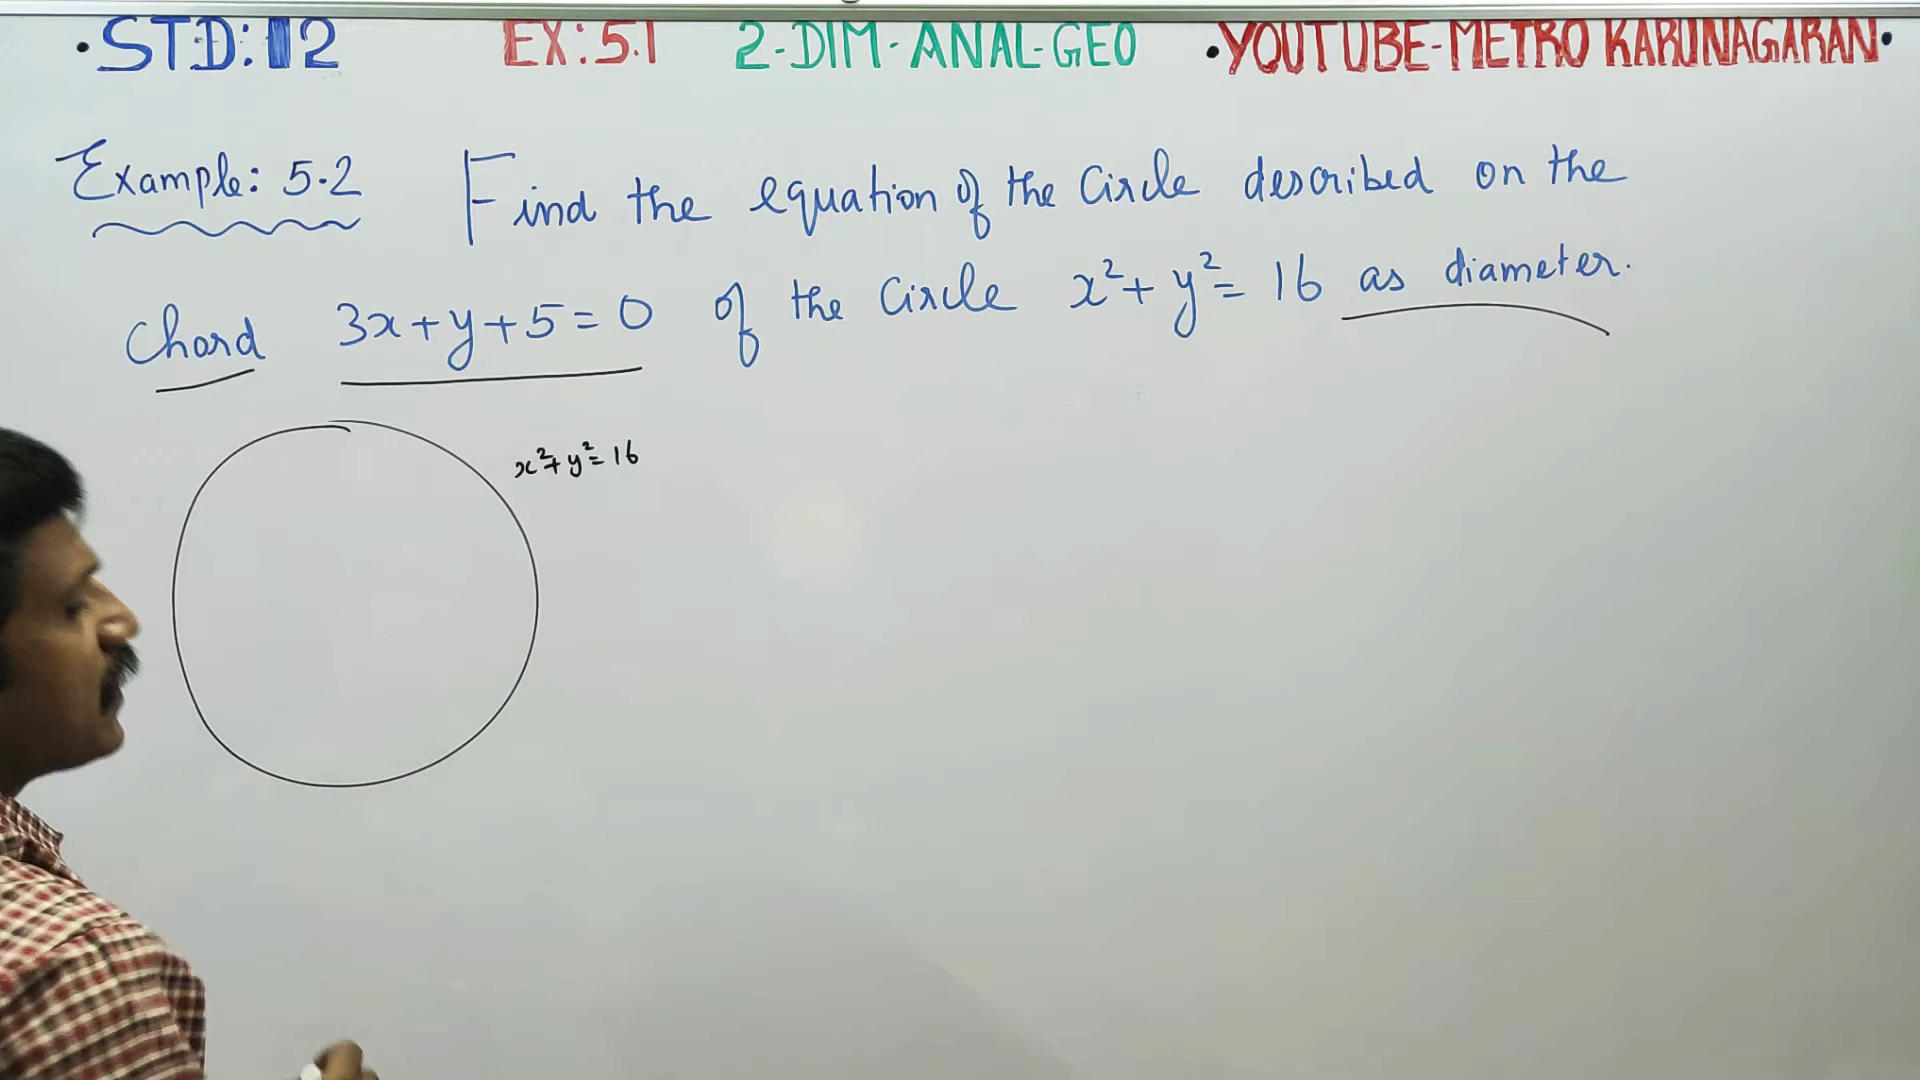 •STD: 12 EX: 5.1 2-DIM-ANAL-GEO •YOUTUBE-METRO KARUNAGARAN•
Example: 5.2 Find the equation of the Circle described on the
Chord 3x+y+5=0 of the Circle x²+y²=16 as diameter.
x²+y²=16